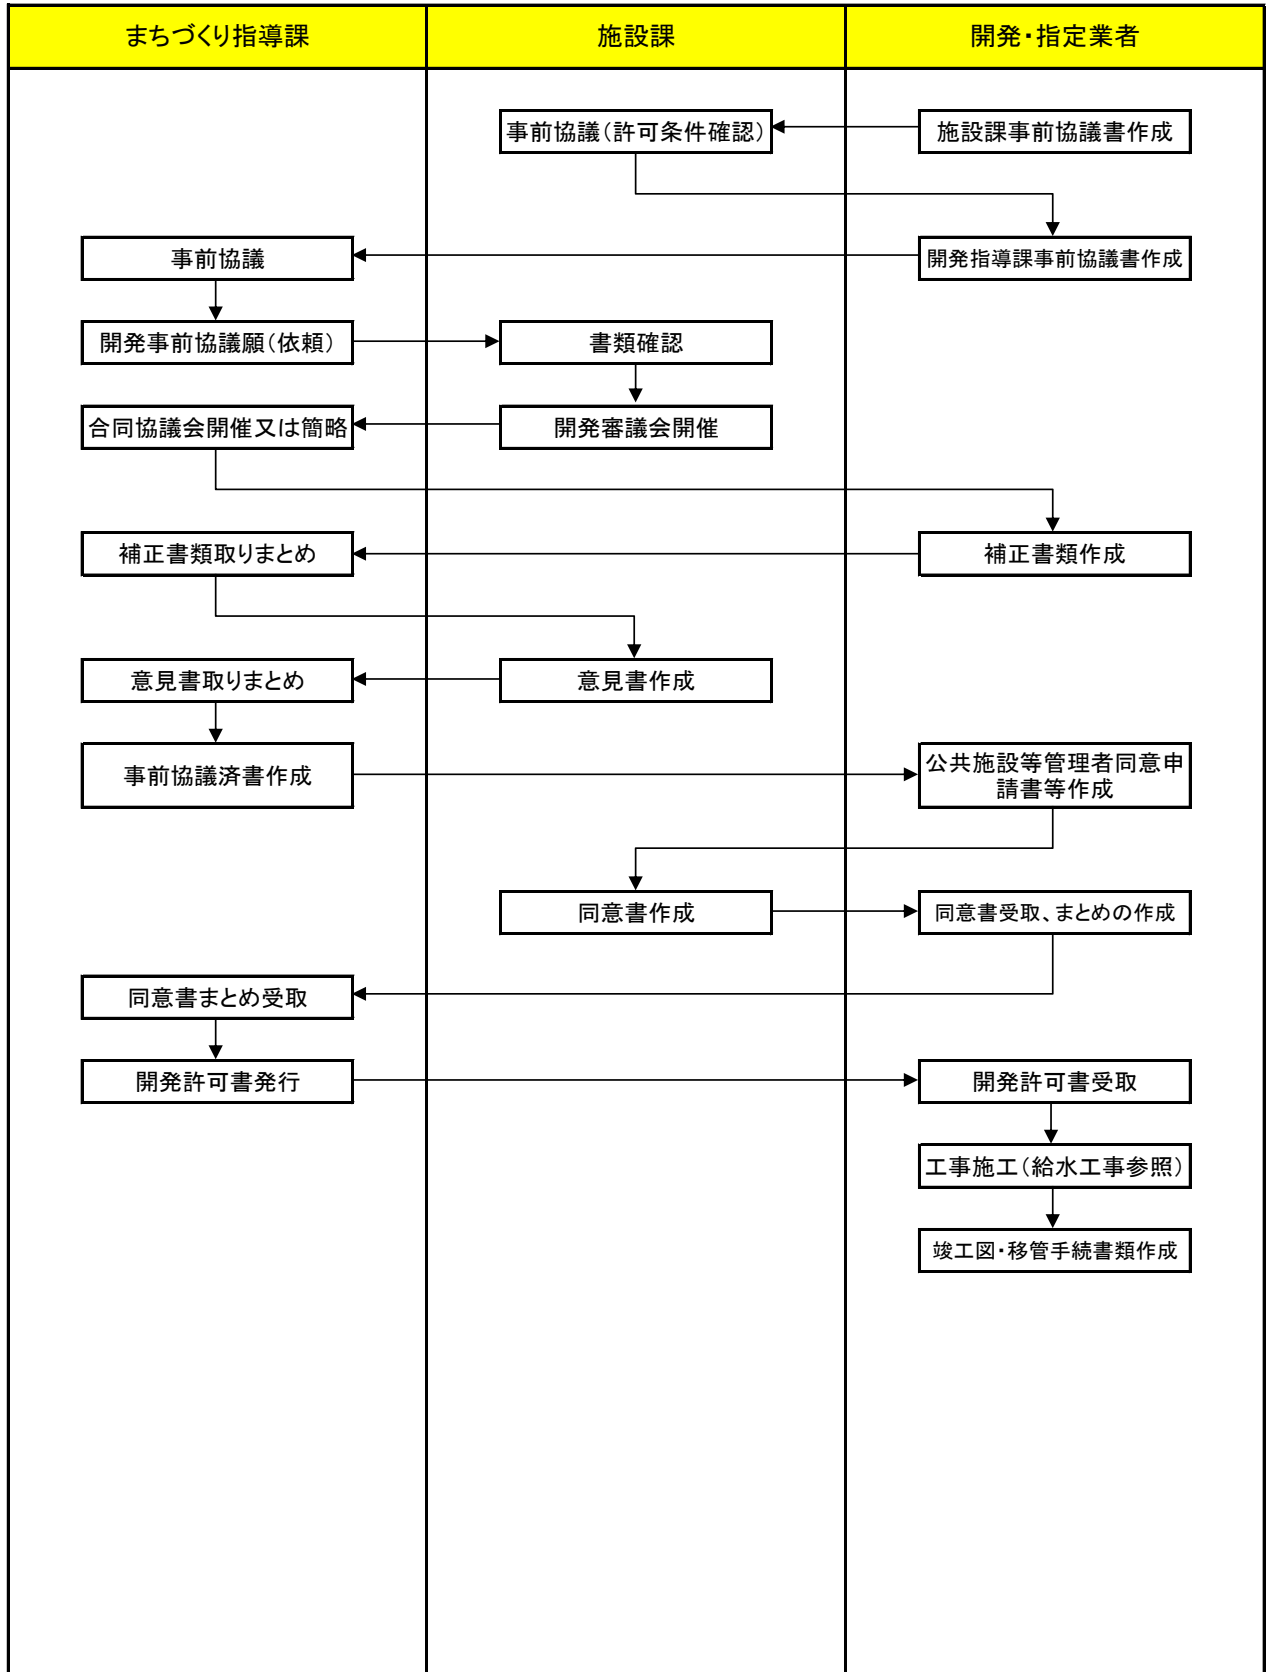 まちづくり指導課
施設課
開発・指定業者
事前協議（許可条件確認）
施設課事前協議書作成
事前協議
開発指導課事前協議書作成
開発事前協議願（依頼）
書類確認
合同協議会開催又は簡略
開発審議会開催
補正書類取りまとめ
補正書類作成
意見書取りまとめ
意見書作成
事前協議済書作成
公共施設等管理者同意申
請書等作成
同意書作成
同意書受取、まとめの作成
同意書まとめ受取
開発許可書発行
開発許可書受取
工事施工（給水工事参照）
竣工図・移管手続書類作成